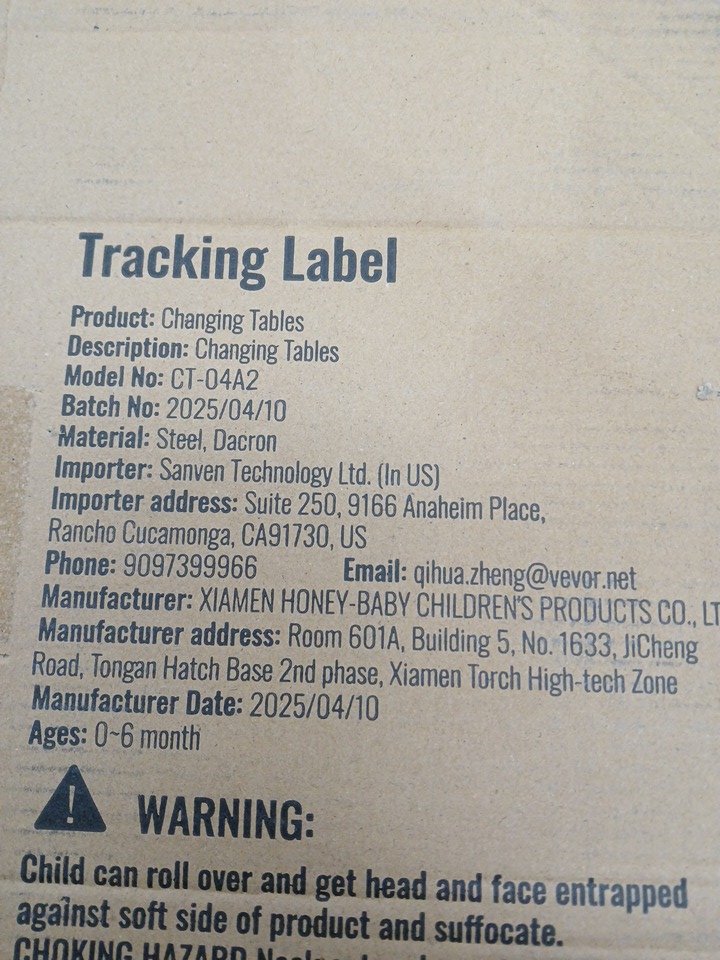 Tracking Label
Product: Changing Tables
Description: Changing Tables
Model No: CT-04A2
Batch No: 2025/04/10
Material: Steel, Dacron
Importer: Sanven Technology Ltd. (In US)
Importer address: Suite 250, 9166 Anaheim Place,
Rancho Cucamonga, CA91730, US
Phone: 9097399966 Email: qihua.zheng@vevor.net
Manufacturer: XIAMEN HONEY-BABY CHILDREN'S PRODUCTS CO., LT
Manufacturer address: Room 601A, Building 5, No. 1633, JiCheng
Road, Tongan Hatch Base 2nd phase, Xiamen Torch High-tech Zone
Manufacturer Date: 2025/04/10
Ages: 0~6 month
WARNING:
Child can roll over and get head and face entrapped
against soft side of product and suffocate.
CHOKING HAZARD